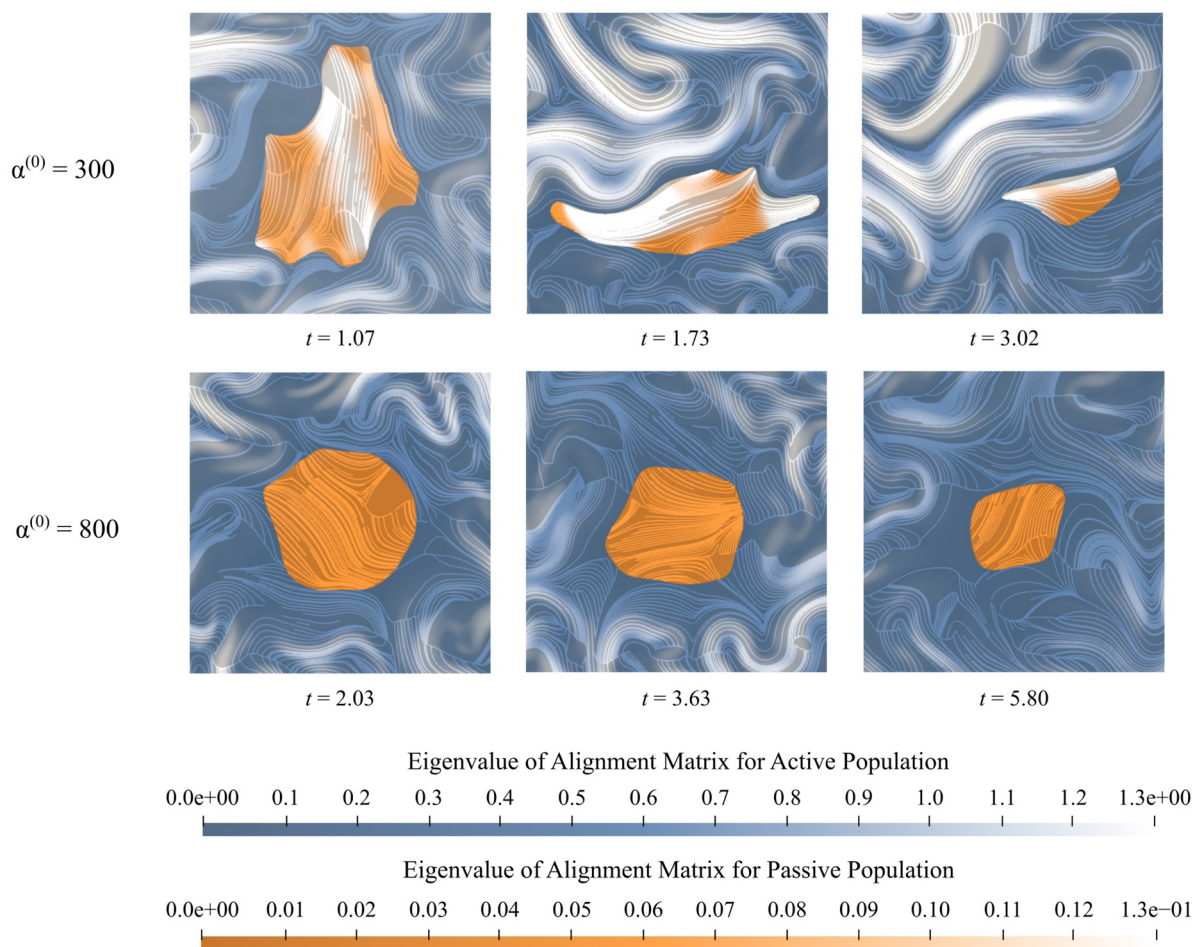 α(0) = 300
t = 1.07
t = 1.73
t = 3.02
α(0) = 800
t = 2.03
t = 3.63
t = 5.80
Eigenvalue of Alignment Matrix for Active Population
0.0e+00 0.1 0.2 0.3 0.4 0.5 0.6 0.7 0.8 0.9 1.0 1.1 1.2 1.3e+00
Eigenvalue of Alignment Matrix for Passive Population
0.0e+00 0.01 0.02 0.03 0.04 0.05 0.06 0.07 0.08 0.09 0.10 0.11 0.12 1.3e−01